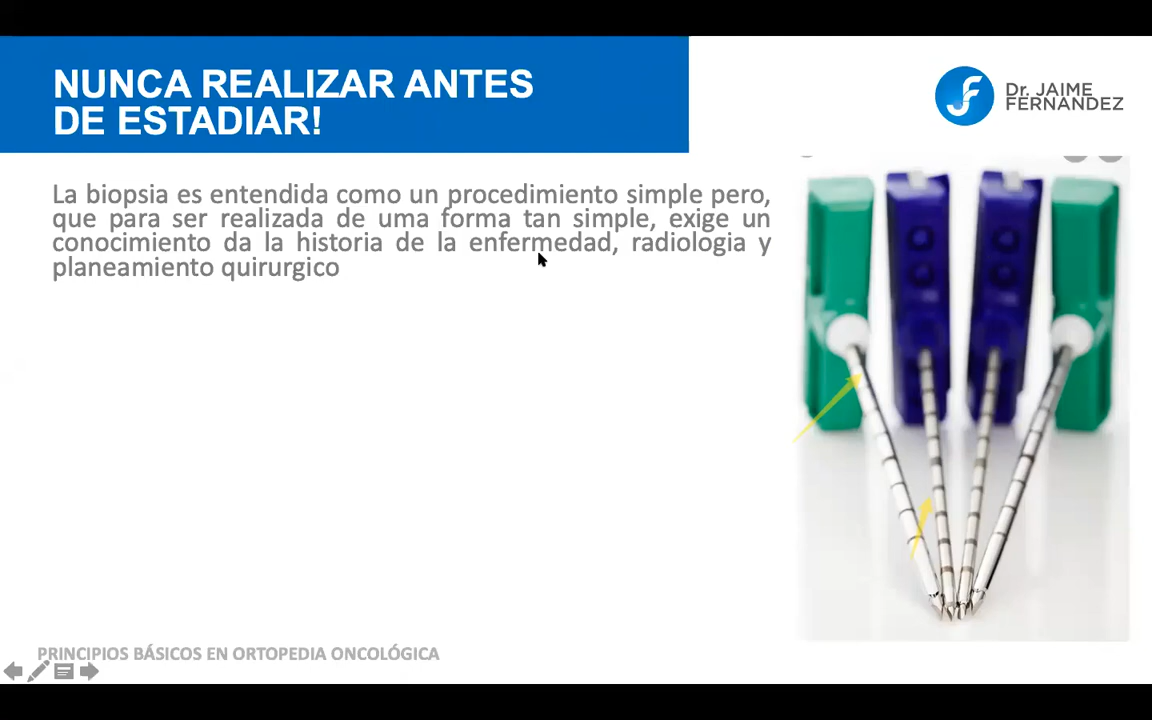 NUNCA REALIZAR ANTES
DE ESTADIAR!
Dr. JAIME
FERNANDEZ
La biopsia es entendida como un procedimiento simple pero,
que para ser realizada de uma forma tan simple, exige un
conocimiento da la historia de la enfermedad, radiologia y
planeamiento quirurgico
PRINCIPIOS BÁSICOS EN ORTOPEDIA ONCOLÓGICA